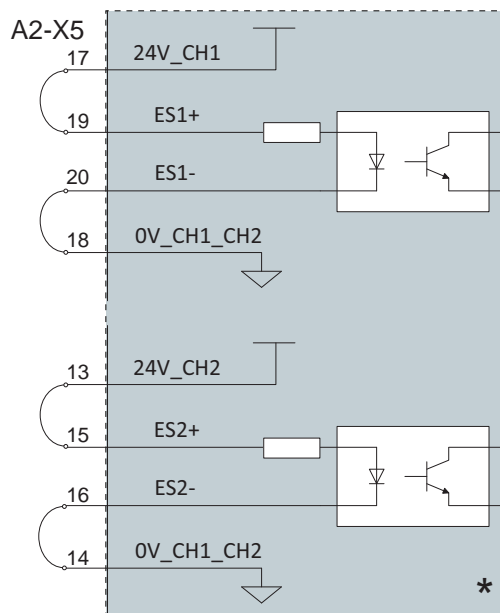 A2-X5
17 24V_CH1
19 ES1+
20 ES1-
18 0V_CH1_CH2
13 24V_CH2
15 ES2+
16 ES2-
14 0V_CH1_CH2
*